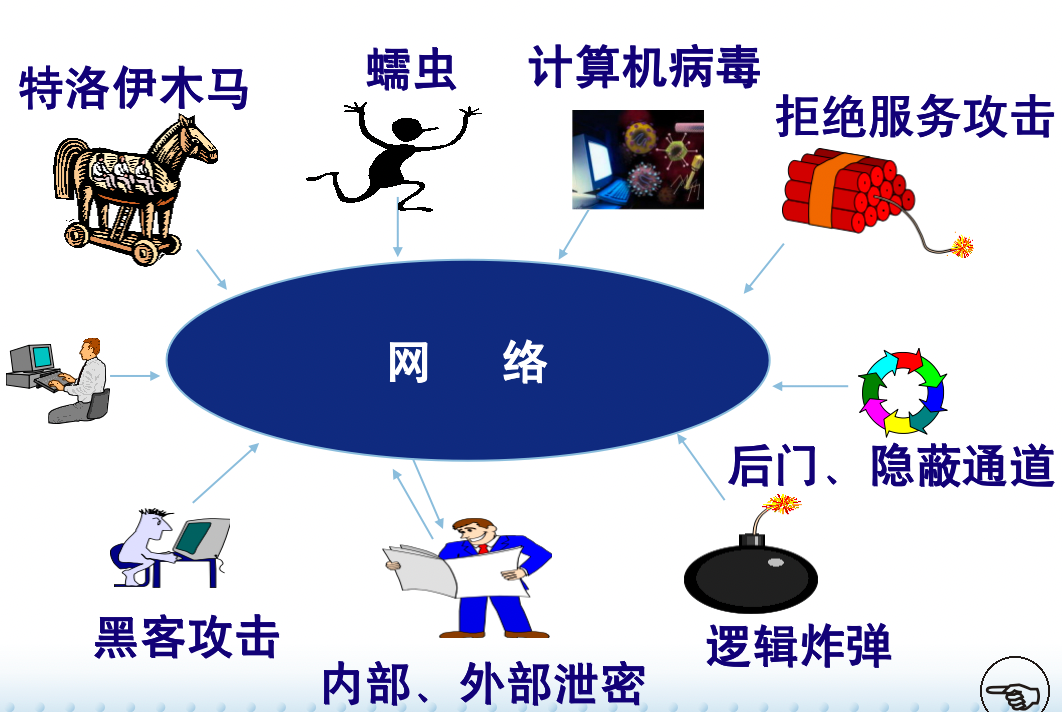 特洛伊木马
蠕虫
计算机病毒
拒绝服务攻击
网 络
后门、隐蔽通道
黑客攻击
内部、外部泄密
逻辑炸弹